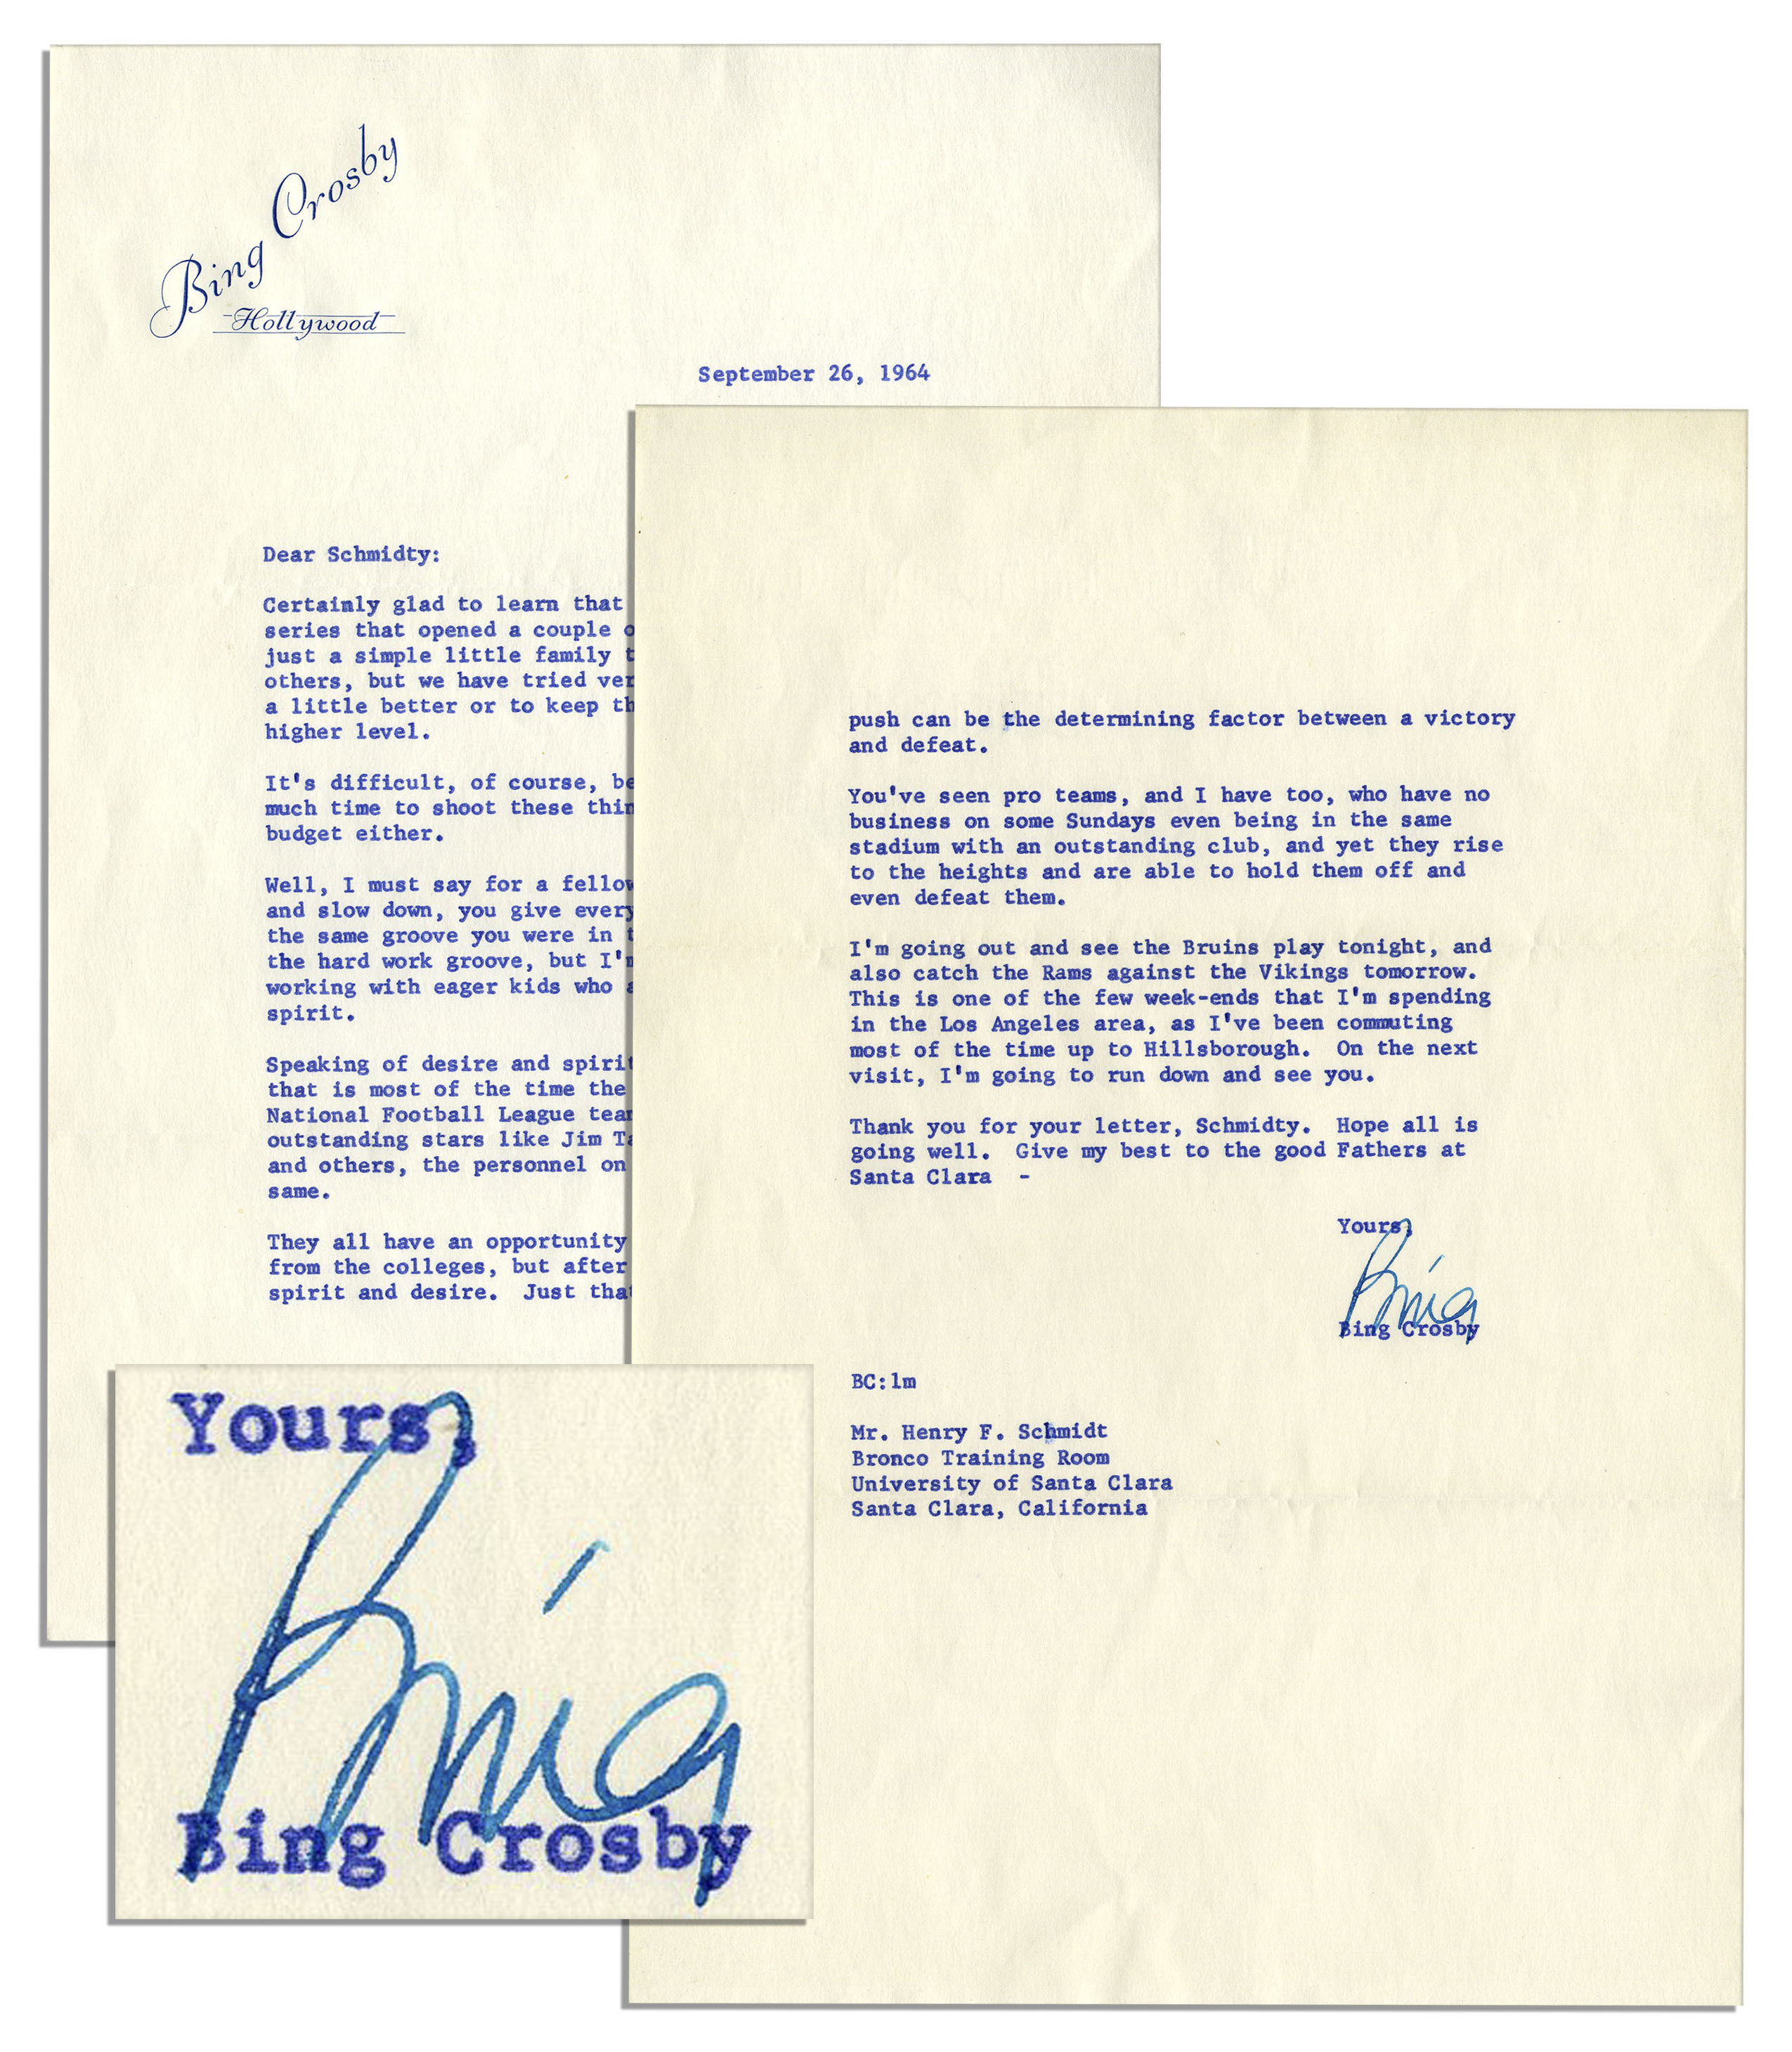 Bing Crosby
Hollywood
September 26, 1964
Dear Schmidty:
Certainly glad to learn that
series that opened a couple
just a simple little family
others, but we have tried
a little better or to keep
higher level.
It's difficult, of course,
much time to shoot these
budget either.
Well, I must say for a
and slow down, you give
the same groove you were in
the hard work groove, but
working with eager kids who
spirit.
Speaking of desire and
that is most of the time the
National Football League
outstanding stars like Jim
and others, the personnel on
same.
They all have an opportunity
from the colleges, but after
spirit and desire.  Just
push can be the determining factor between a victory
and defeat.
You've seen pro teams, and I have too, who have no
business on some Sundays even being in the same
stadium with an outstanding club, and yet they rise
to the heights and are able to hold them off and
even defeat them.
I'm going out and see the Bruins play tonight, and
also catch the Rams against the Vikings tomorrow.
This is one of the few week-ends that I'm spending
in the Los Angeles area, as I've been commuting
most of the time up to Hillsborough.  On the next
visit, I'm going to run down and see you.
Thank you for your letter, Schmidty.  Hope all is
going well.  Give my best to the good Fathers at
Santa Clara  -
Yours,
Bing
Bing Crosby
BC:lm
Mr. Henry F. Schmidt
Bronco Training Room
University of Santa Clara
Santa Clara, California
Yours,
Bing
Bing Crosby